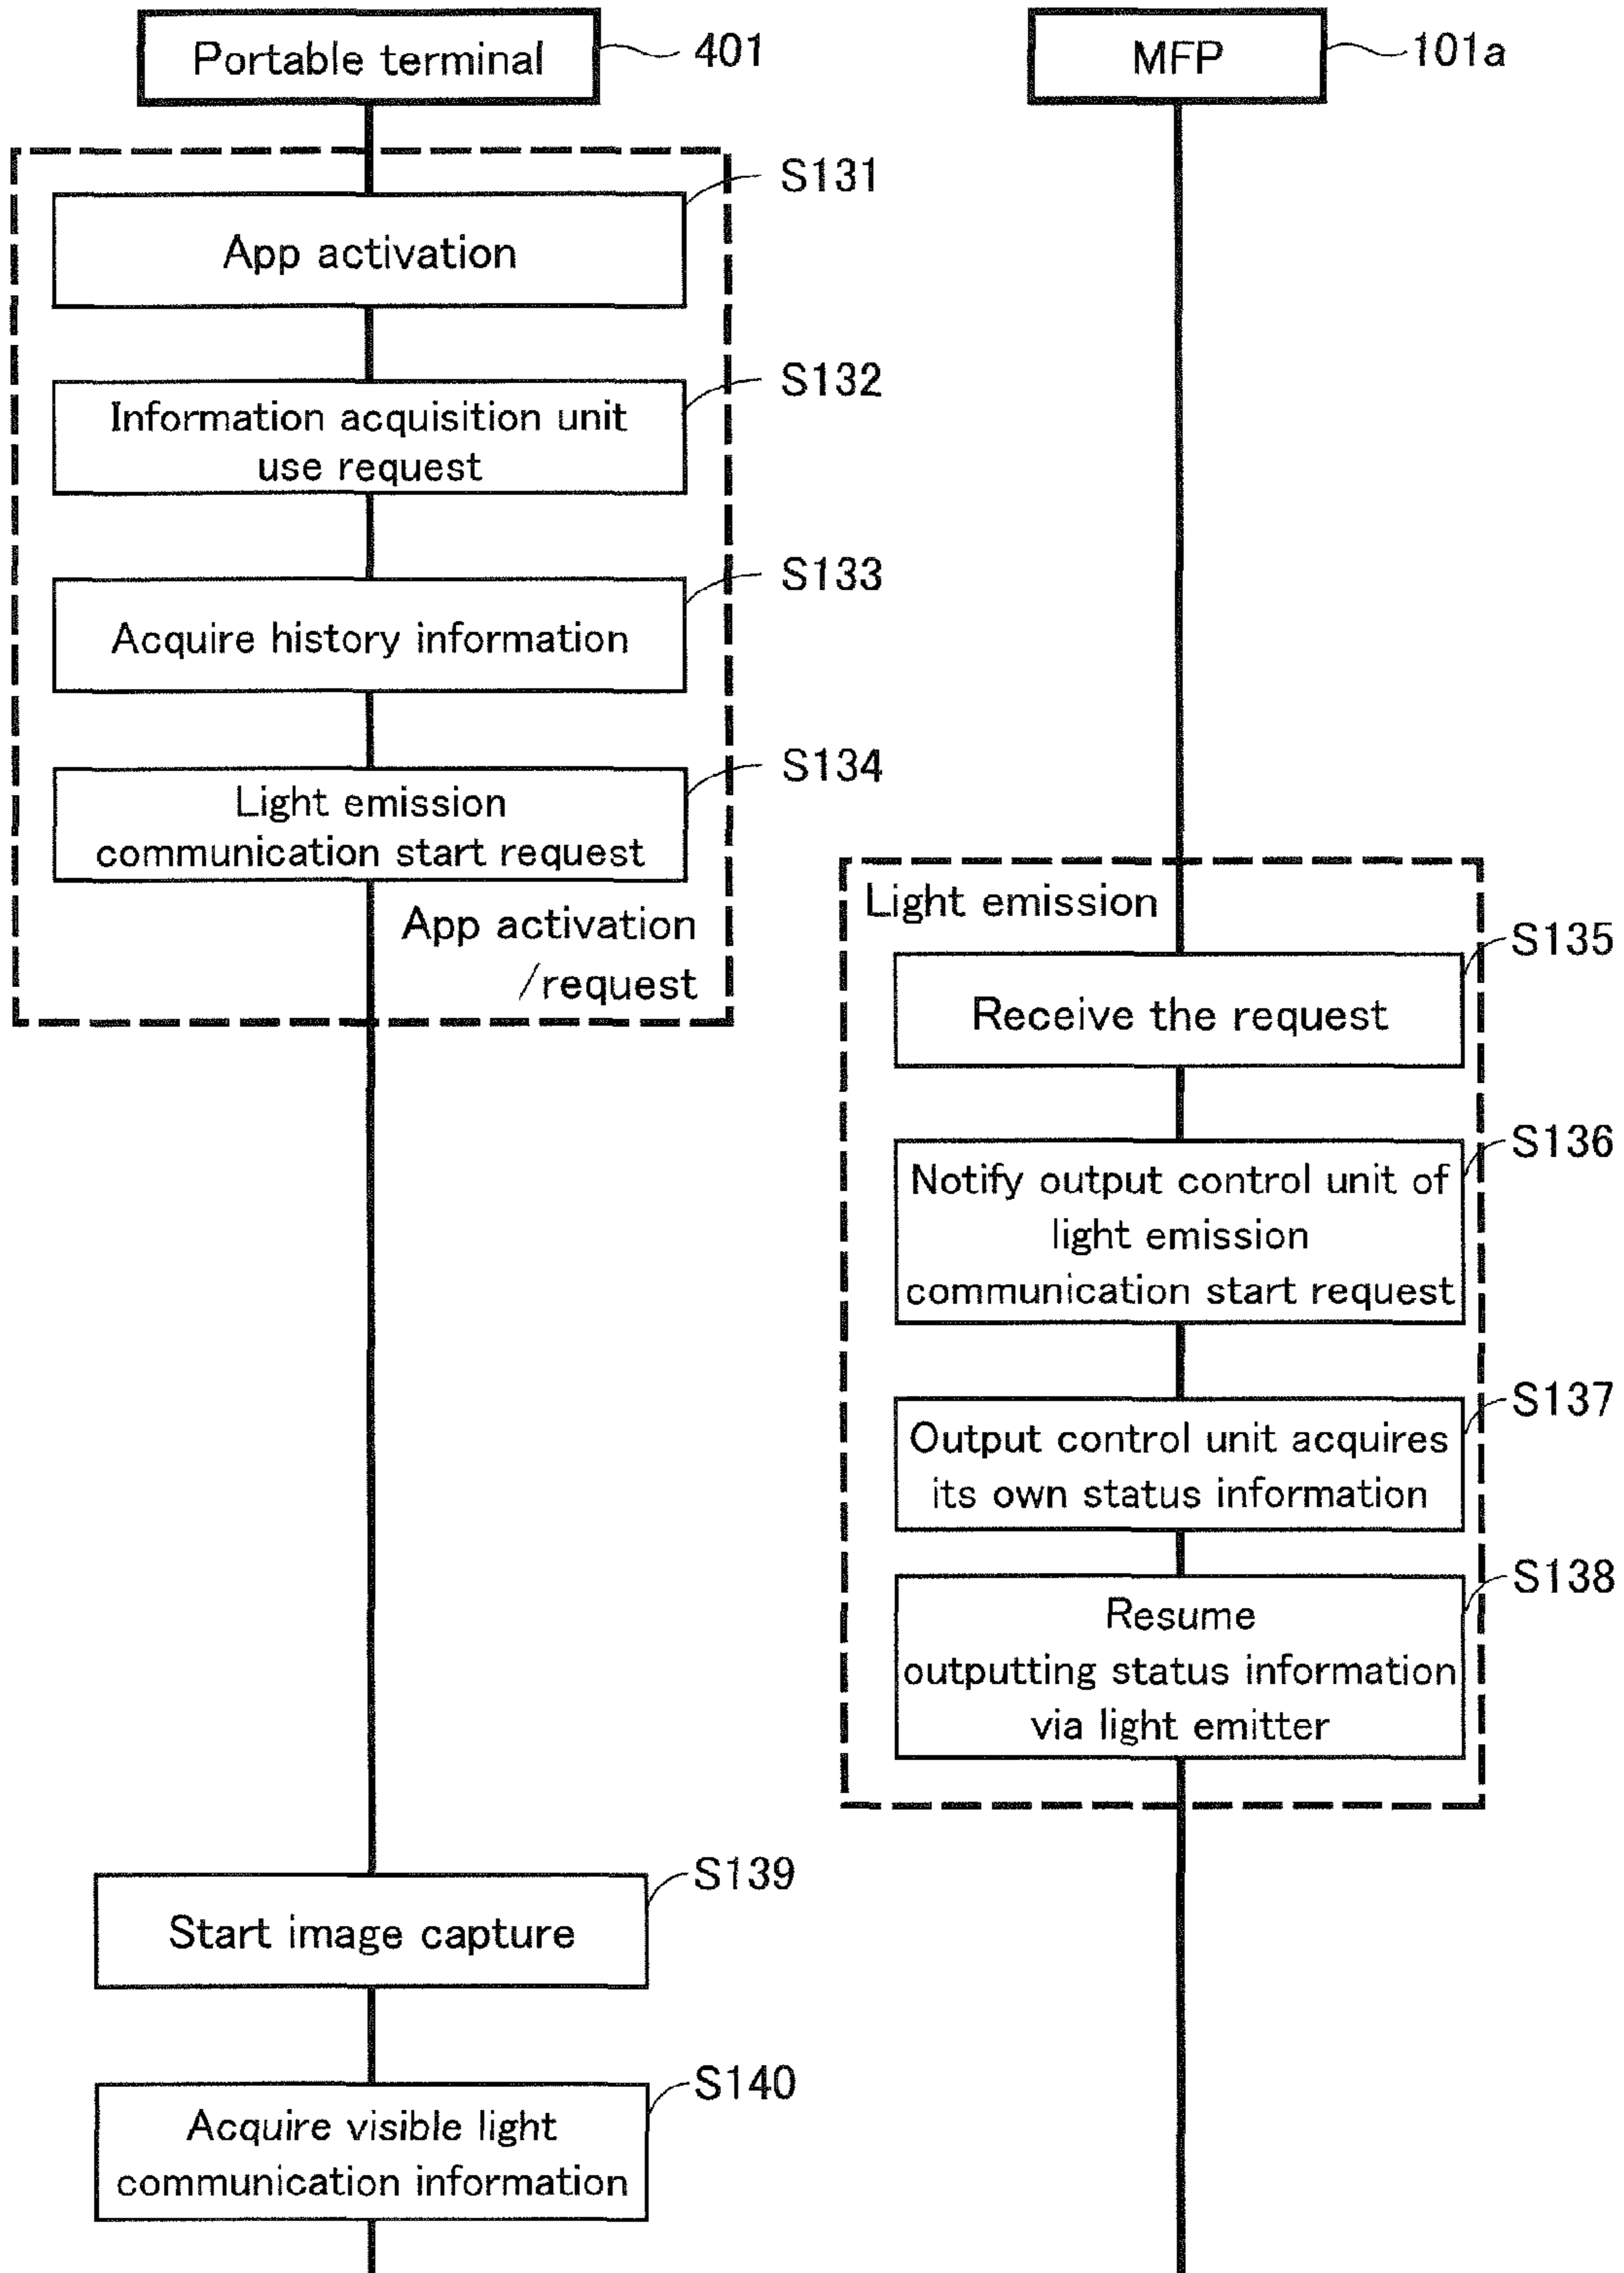 Portable terminal
401
MFP
101a
S131
App activation
S132
Information acquisition unit
use request
S133
Acquire history information
S134
Light emission
communication start request
App activation
/request
Light emission
S135
Receive the request
S136
Notify output control unit of
light emission
communication start request
S137
Output control unit acquires
its own status information
S138
Resume
outputting status information
via light emitter
S139
Start image capture
S140
Acquire visible light
communication information